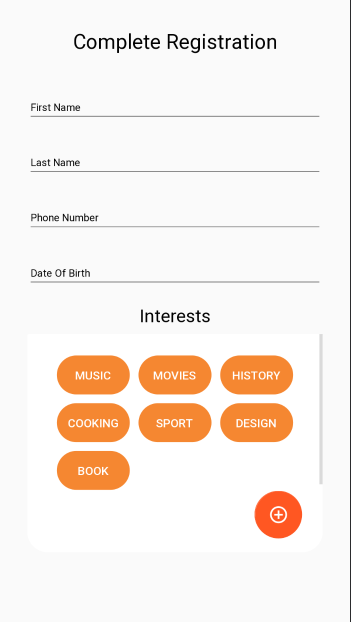 Complete Registration
First Name
Last Name
Phone Number
Date Of Birth
Interests
MUSIC MOVIES HISTORY
COOKING SPORT DESIGN
BOOK